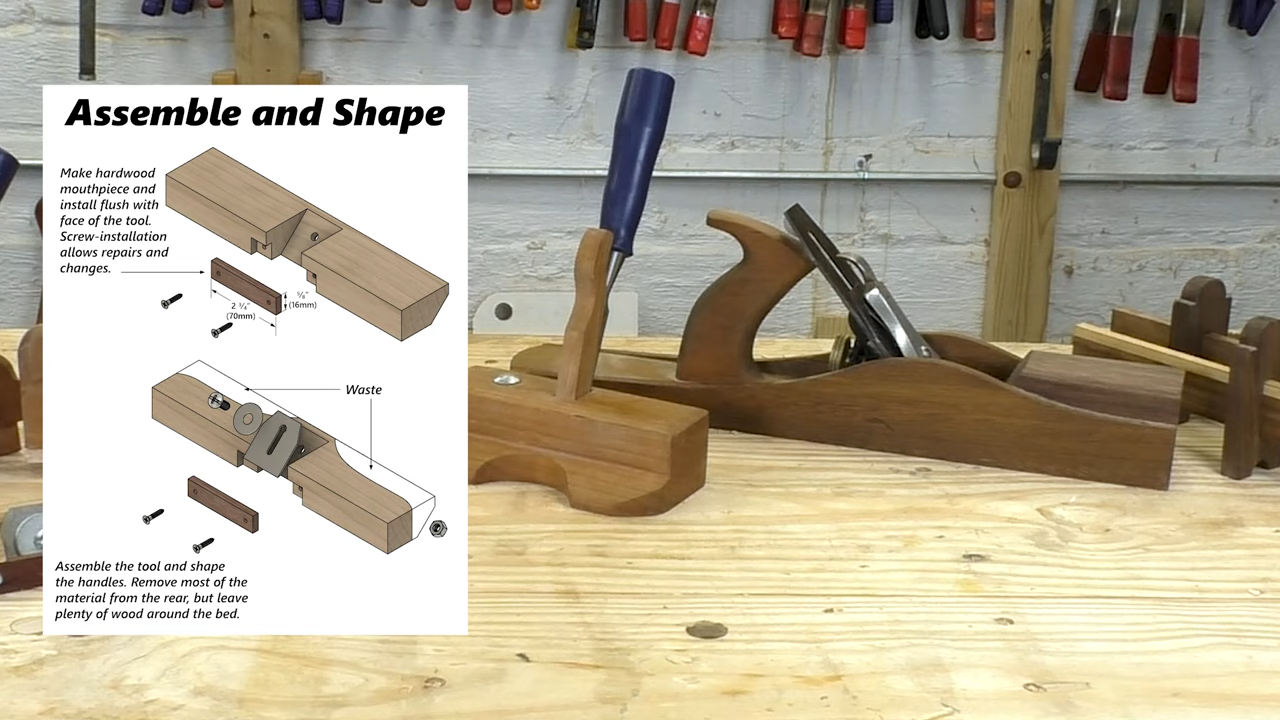 Assemble and Shape
Make hardwood
mouthpiece and
install flush with
face of the tool.
Screw-installation
allows repairs and
changes.
2 ¾"
(70mm)
⅝"
(16mm)
Waste
Assemble the tool and shape
the handles. Remove most of the
material from the rear, but leave
plenty of wood around the bed.